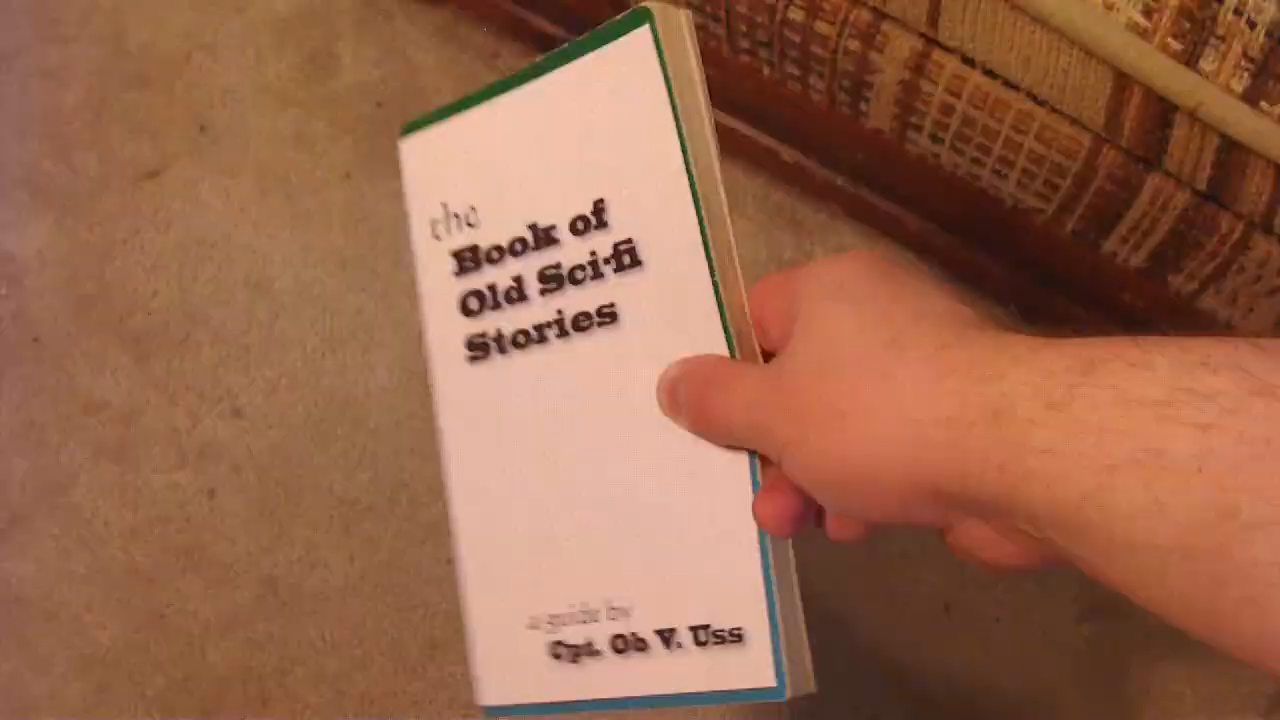 the
Book of
Old Sci-fi
Stories
a guide by
Cpt. Ob V. Uss